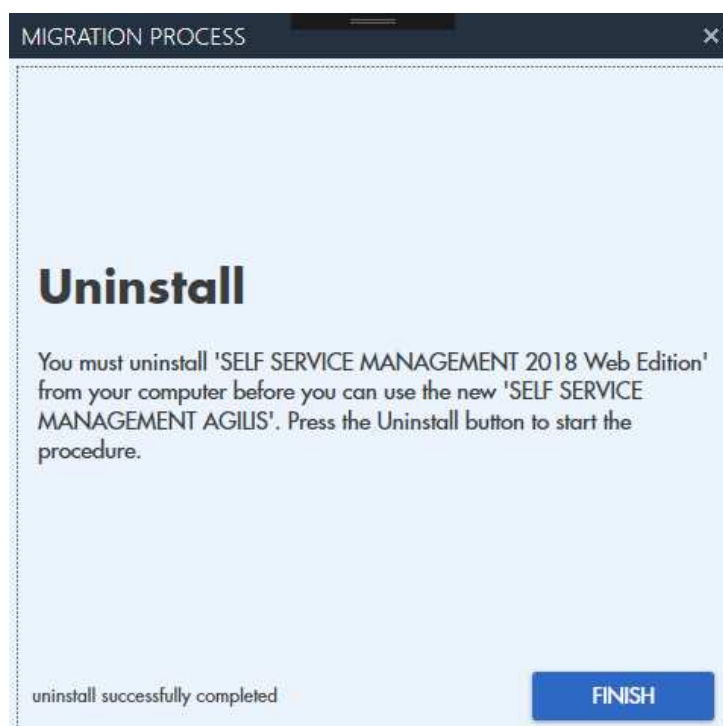 MIGRATION PROCESS
Uninstall
You must uninstall 'SELF SERVICE MANAGEMENT 2018 Web Edition'
from your computer before you can use the new 'SELF SERVICE
MANAGEMENT AGILIS'. Press the Uninstall button to start the
procedure.
uninstall successfully completed
FINISH